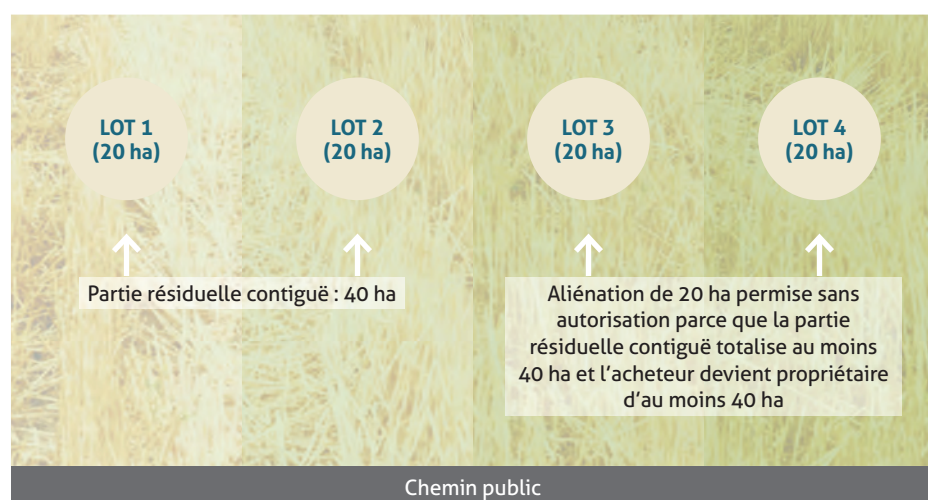 LOT 1
(20 ha)
LOT 2
(20 ha)
LOT 3
(20 ha)
LOT 4
(20 ha)
Partie résiduelle contiguë : 40 ha
Aliénation de 20 ha permise sans
autorisation parce que la partie
résiduelle contiguë totalise au moins
40 ha et l’acheteur devient propriétaire
d’au moins 40 ha
Chemin public